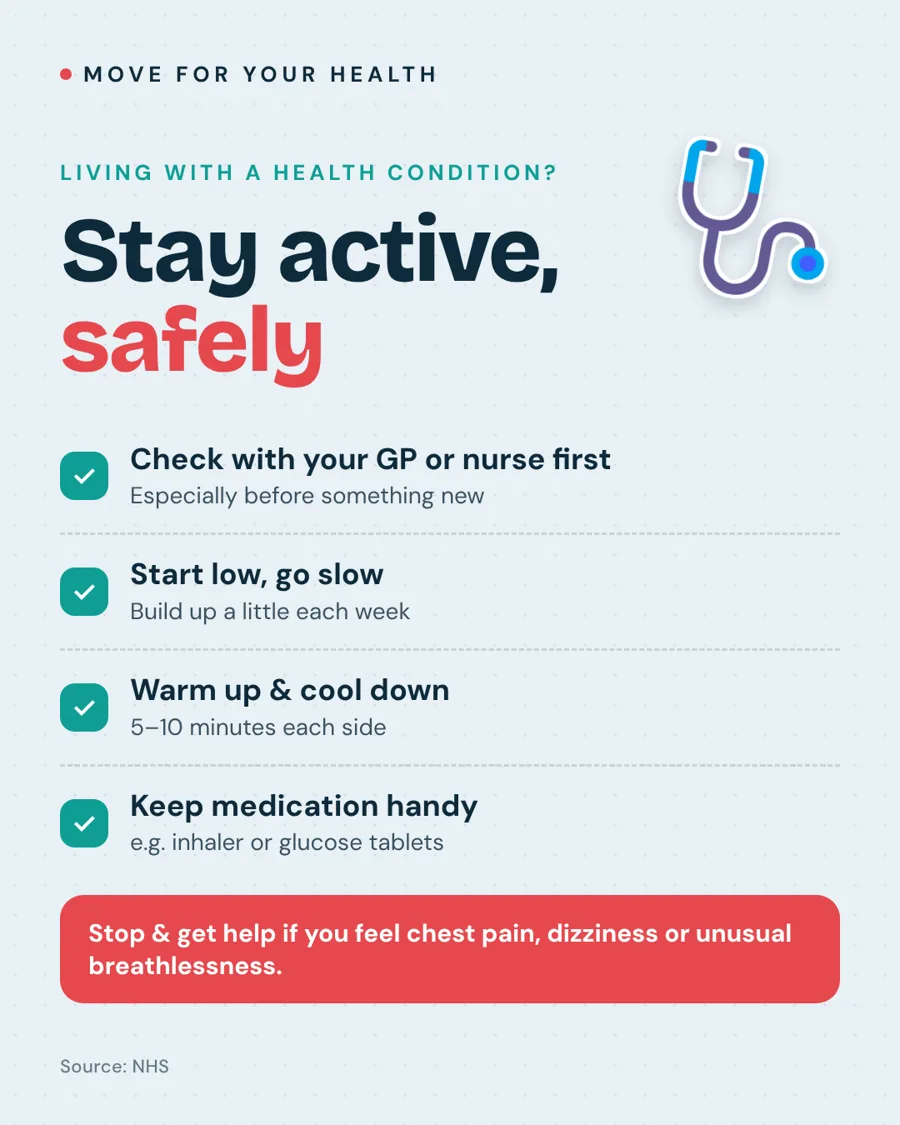 MOVE FOR YOUR HEALTH
LIVING WITH A HEALTH CONDITION?
Stay active,
safely
Check with your GP or nurse first
Especially before something new
Start low, go slow
Build up a little each week
Warm up & cool down
5–10 minutes each side
Keep medication handy
e.g. inhaler or glucose tablets
Stop & get help if you feel chest pain, dizziness or unusual
breathlessness.
Source: NHS